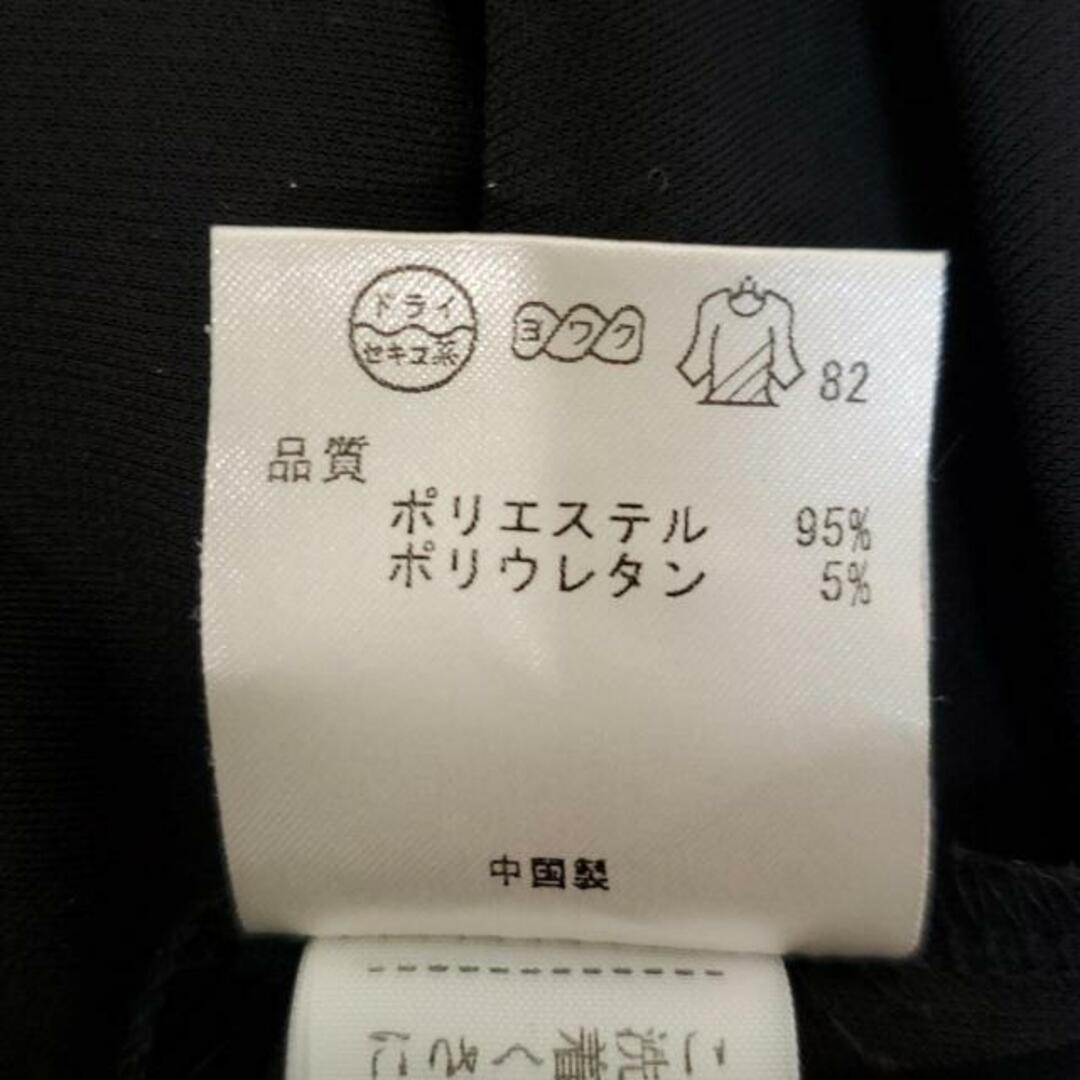 ドライ
セキユ系
ヨワク
82
品質
ポリエステル 95%
ポリウレタン 5%
中国製